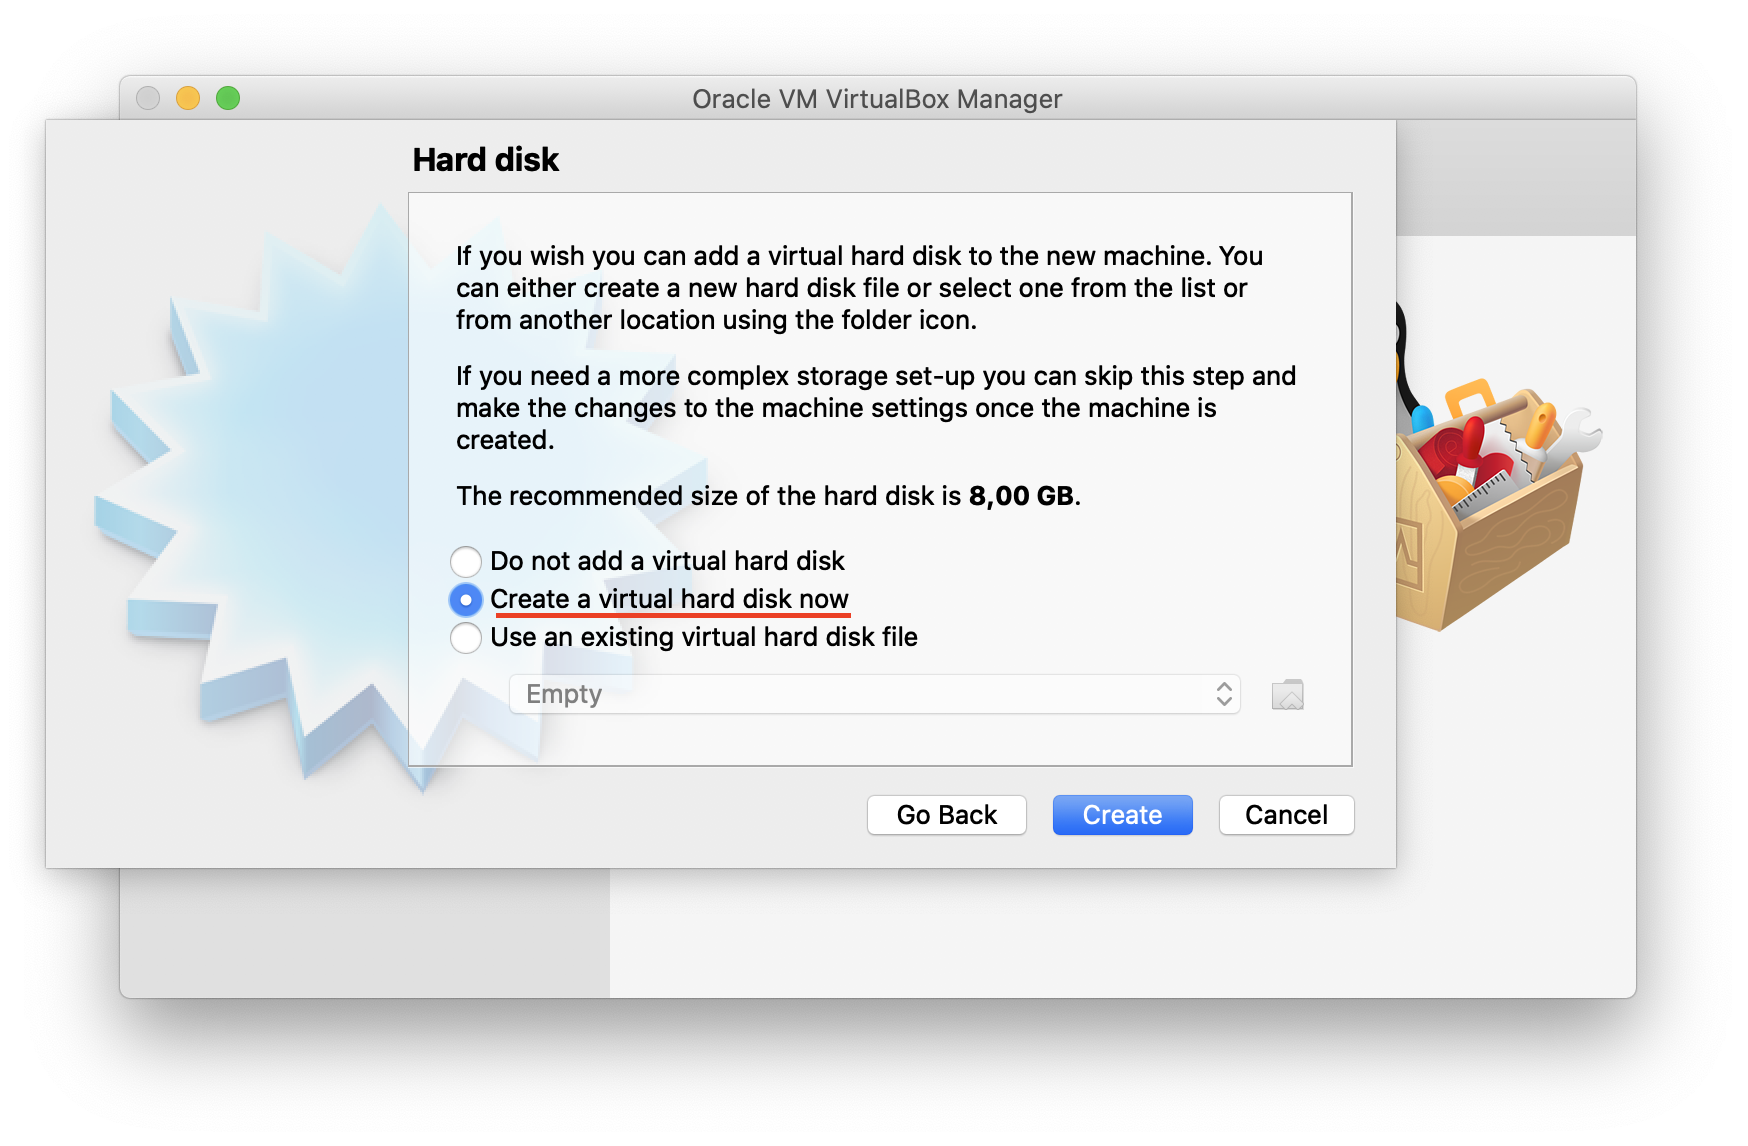 Oracle VM VirtualBox Manager
Hard disk
If you wish you can add a virtual hard disk to the new machine. You
can either create a new hard disk file or select one from the list or
from another location using the folder icon.
If you need a more complex storage set-up you can skip this step and
make the changes to the machine settings once the machine is
created.
The recommended size of the hard disk is 8,00 GB.
Do not add a virtual hard disk
Create a virtual hard disk now
Use an existing virtual hard disk file
Empty
Go Back
Create
Cancel